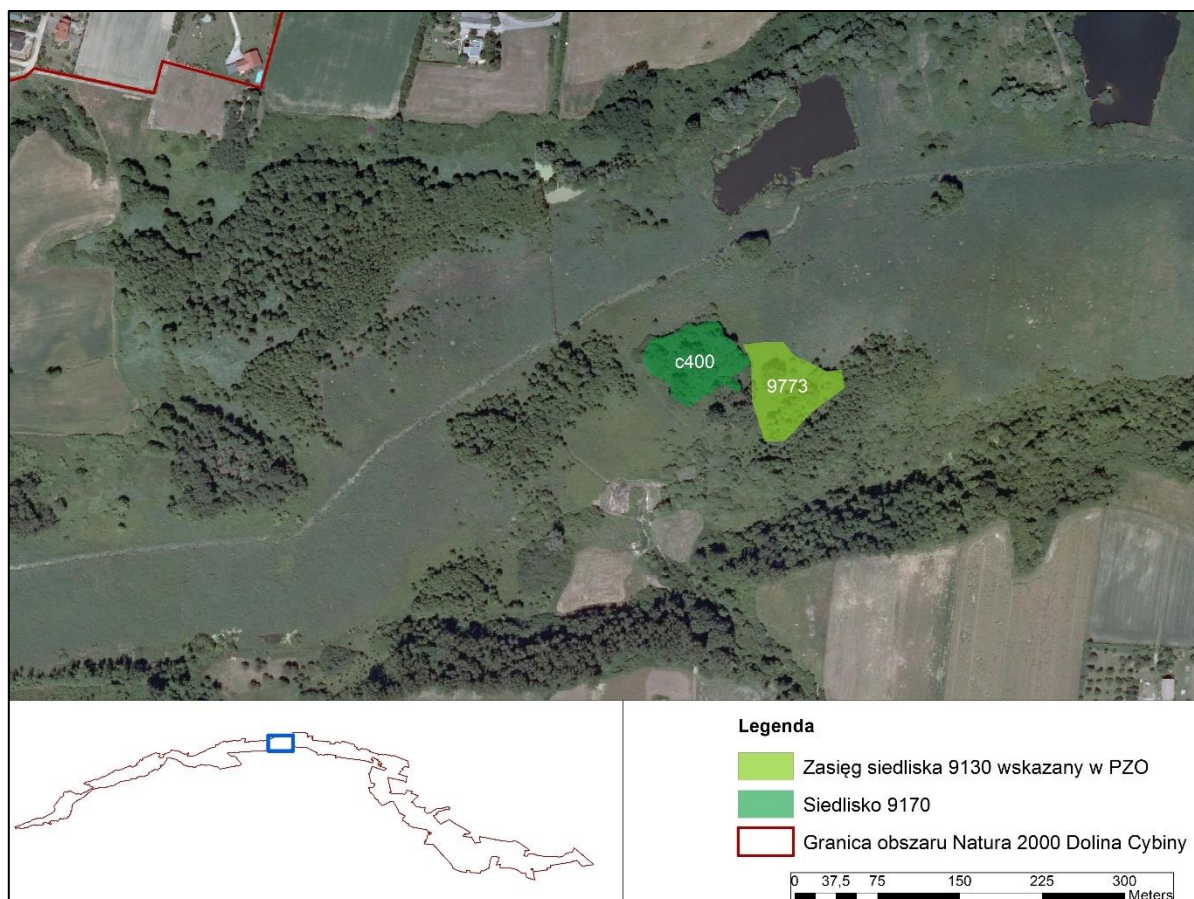 c400
9773
Legenda
Zasięg siedliska 9130 wskazany w PZO
Siedlisko 9170
Granica obszaru Natura 2000 Dolina Cybiny
0 37,5 75 150 225 300
Meters